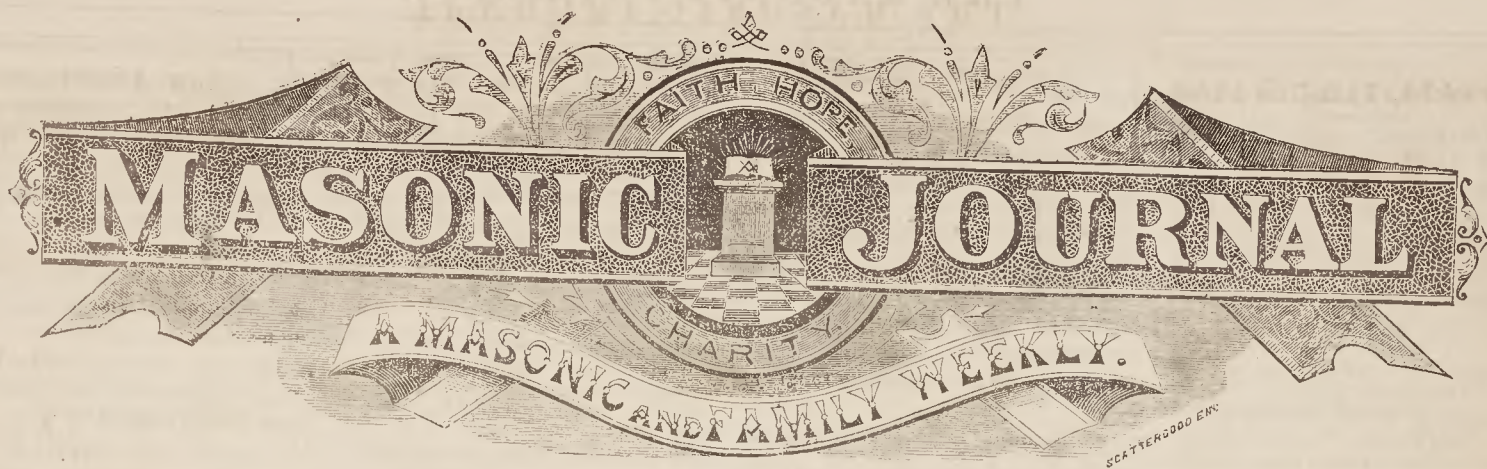 FAITH HOPE
MASONIC JOURNAL
CHARITY
A MASONIC AND FAMILY WEEKLY.
SCATTERGOOD ENG